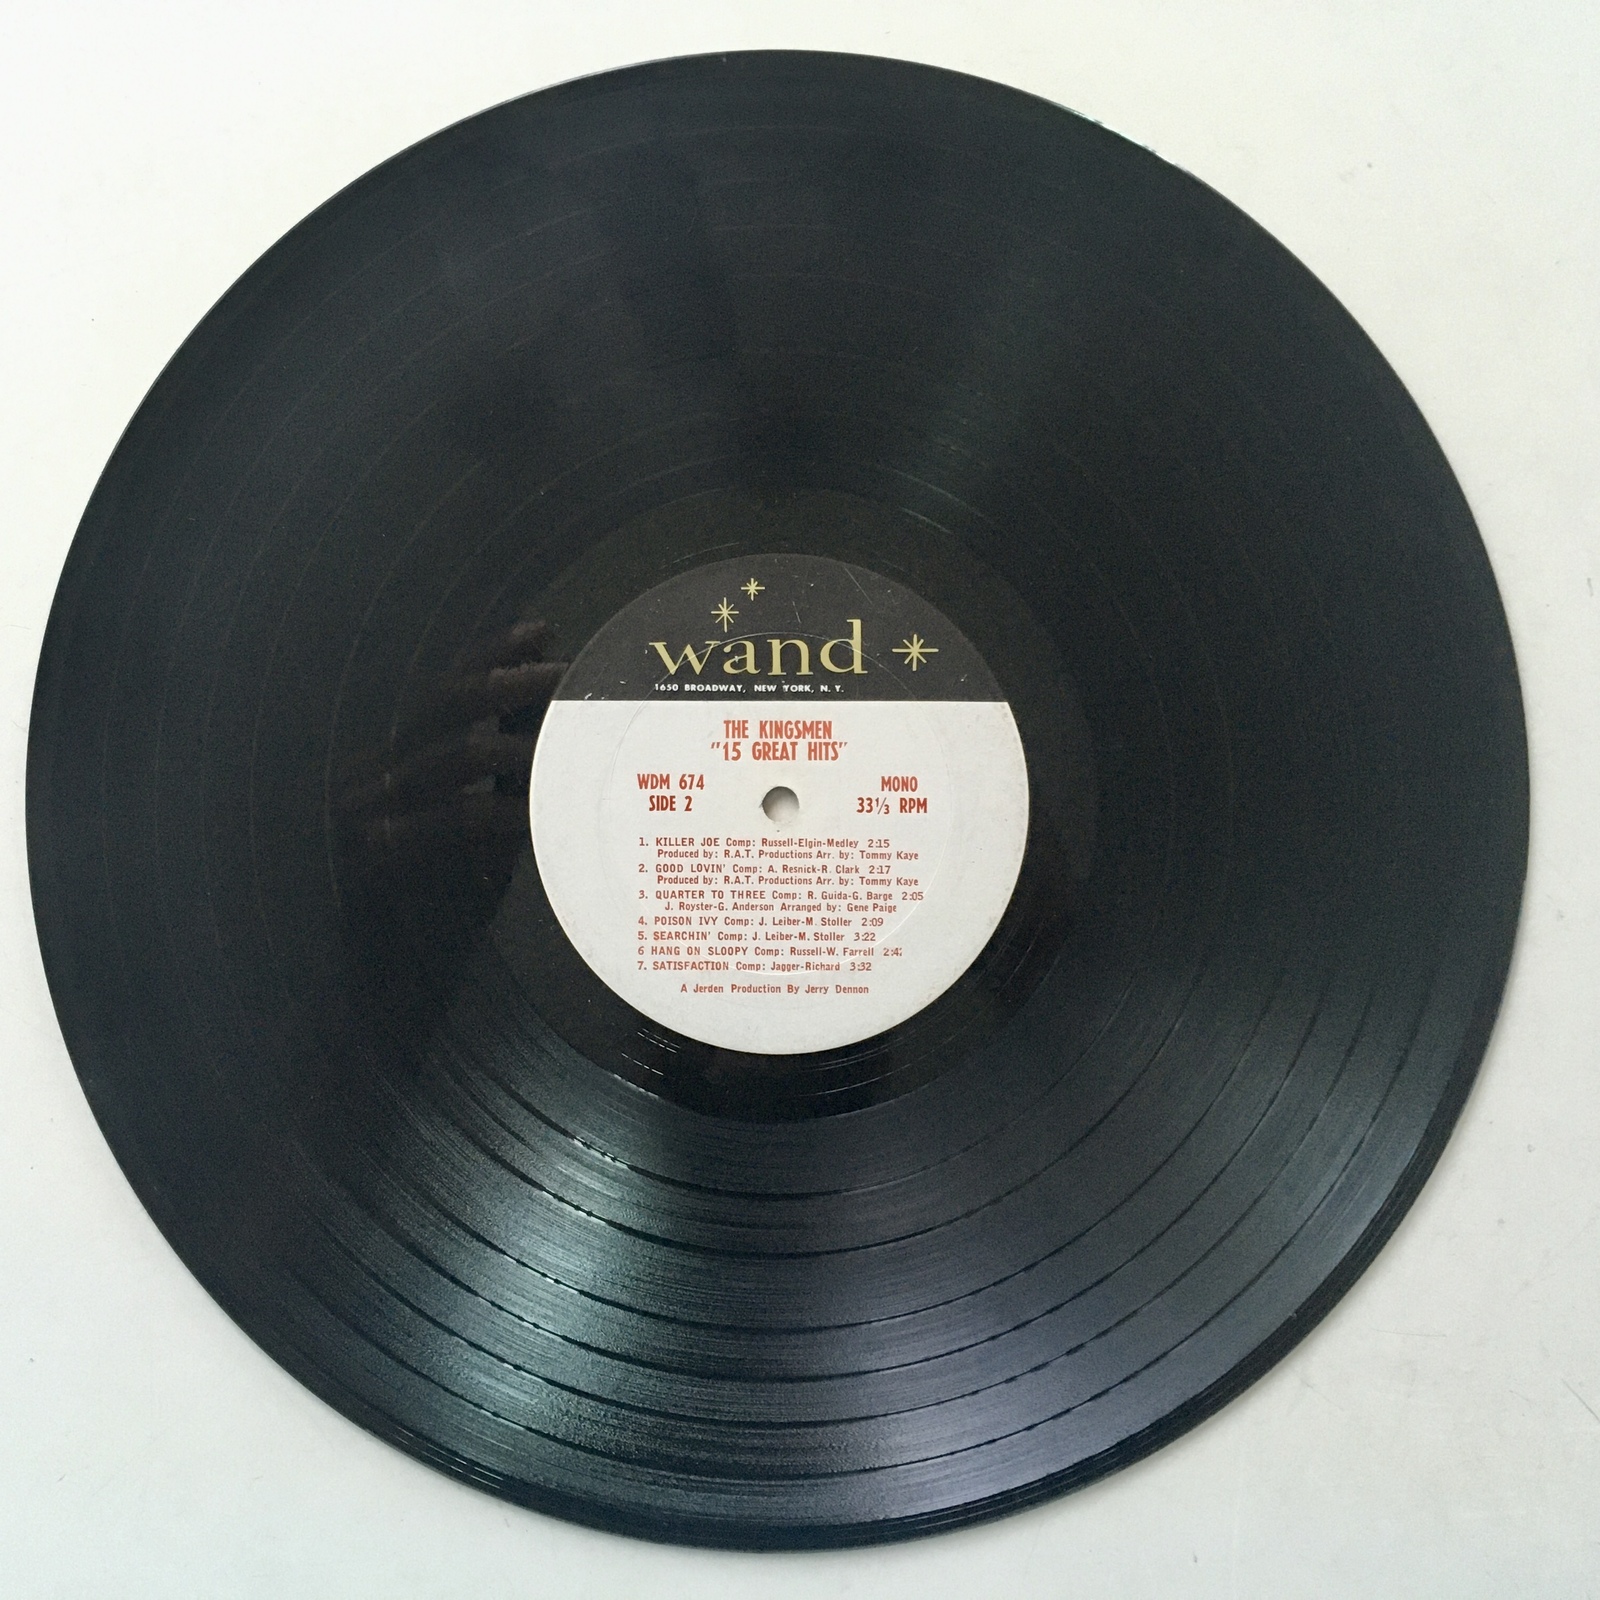 wand
1650 BROADWAY, NEW YORK, N. Y.
THE KINGSMEN
"15 GREAT HITS"
WDM 674 MONO
SIDE 2 33⅓ RPM
1. KILLER JOE Comp: Russell-Elgin-Medley 2:15
Produced by: R.A.T. Productions Arr. by: Tommy Kaye
2. GOOD LOVIN' Comp: A. Resnick-R. Clark 2:17
Produced by: R.A.T. Productions Arr. by: Tommy Kaye
3. QUARTER TO THREE Comp: R. Guida-G. Barge 2:05
J. Royster-G. Anderson Arranged by: Gene Paige
4. POISON IVY Comp: J. Leiber-M. Stoller 2:09
5. SEARCHIN' Comp: J. Leiber-M. Stoller 3:22
6 HANG ON SLOOPY Comp: Russell-W. Farrell
7. SATISFACTION Comp: Jagger-Richard 3:32
A Jerden Production By Jerry Dennon